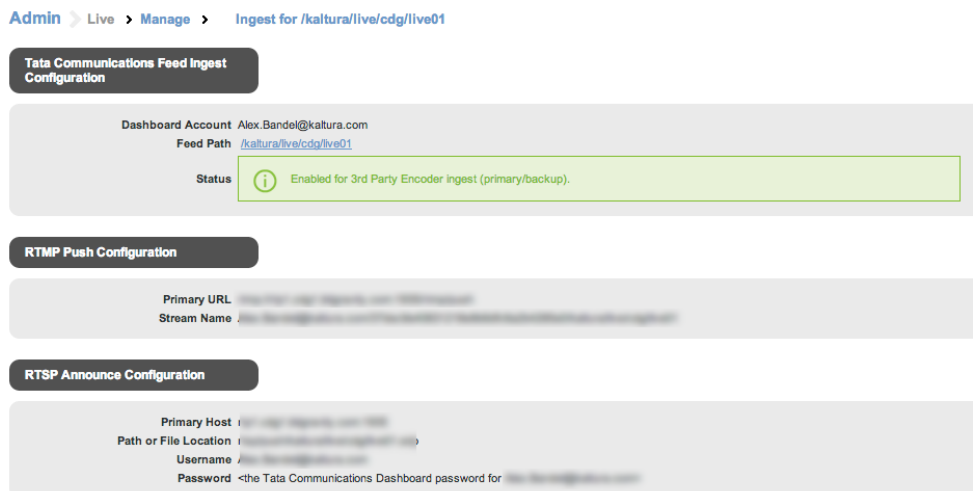 Admin Live > Manage > Ingest for /kaltura/live/cdg/live01
Tata Communications Feed Ingest
Configuration
Dashboard Account Alex.Bandel@kaltura.com
Feed Path /kaltura/live/cdg/live01
Status Enabled for 3rd Party Encoder ingest (primary/backup).
RTMP Push Configuration
Primary URL
Stream Name
RTSP Announce Configuration
Primary Host
Path or File Location
Username
Password <the Tata Communications Dashboard password for